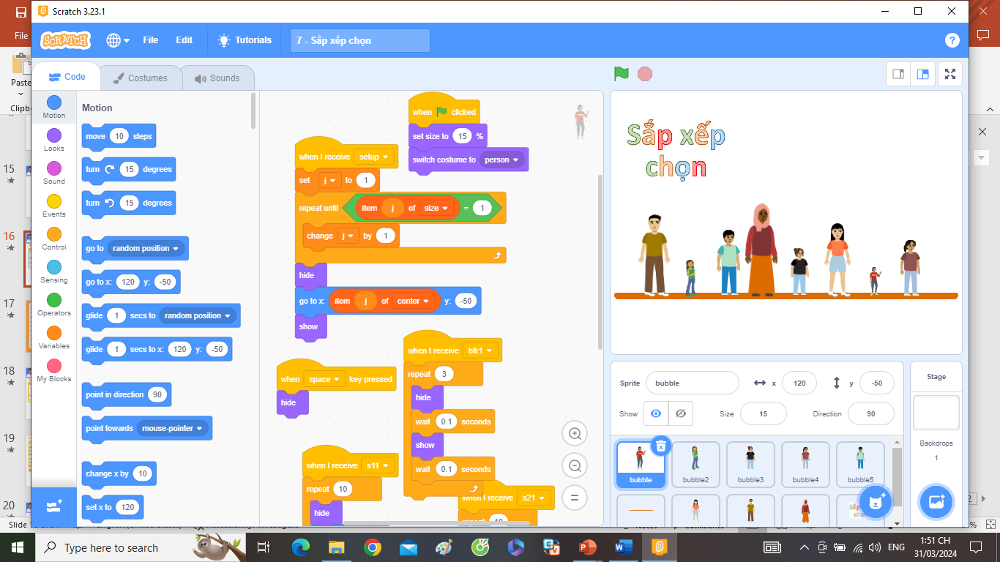 Scratch 3.23.1
File
SCRATCH
File
Edit
Tutorials
7 - Sắp xếp chọn
?
Paste
Code
Costumes
Sounds
Motion
Looks
Sound
Events
Control
Sensing
Operators
Variables
My Blocks
Motion
move 10 steps
turn 15 degrees
turn 15 degrees
go to random position
go to x: 120 y: -50
glide 1 secs to random position
glide 1 secs to x: 120 y: -50
point in direction 90
point towards mouse-pointer
change x by 10
set x to 120
when clicked
set size to 15 %
switch costume to person
when I receive setup
set j to 1
repeat until item j of size = 1
change j by 1
hide
go to x: item j of center y: -50
show
when space key pressed
hide
when I receive blk1
repeat 3
hide
wait 0.1 seconds
show
wait 0.1 seconds
when I receive s11
repeat 10
hide
when I receive s21
Sắp xếp
chọn
Sprite bubble x 120 y -50
Show Size 15 Direction 90
Stage
Backdrops
1
bubble
bubble2
bubble3
bubble4
bubble5
Sắp xếp
chọn
15
16
17
18
19
20
Type here to search
ENG
1:51 CH
31/03/2024